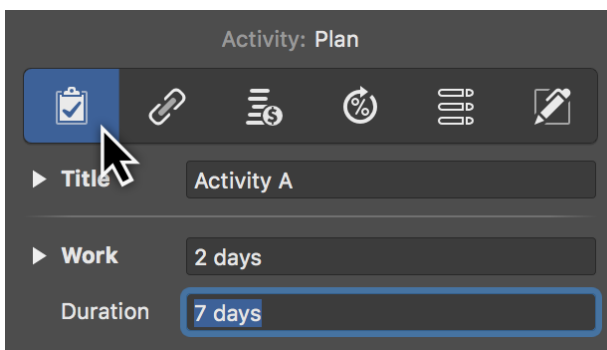 Activity: Plan
Title Activity A
Work 2 days
Duration 7 days